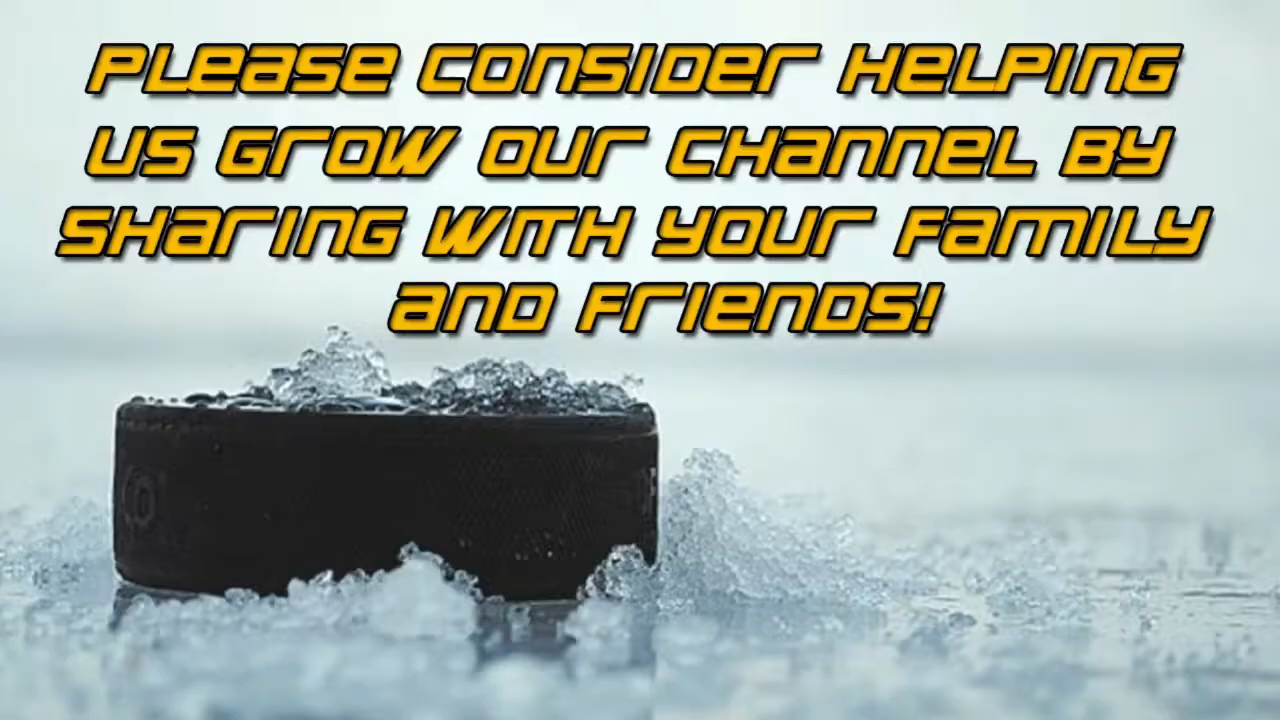 PLEASE CONSIDER HELPING
US GROW OUR CHANNEL BY
SHARING WITH YOUR FAMILY
AND FRIENDS!